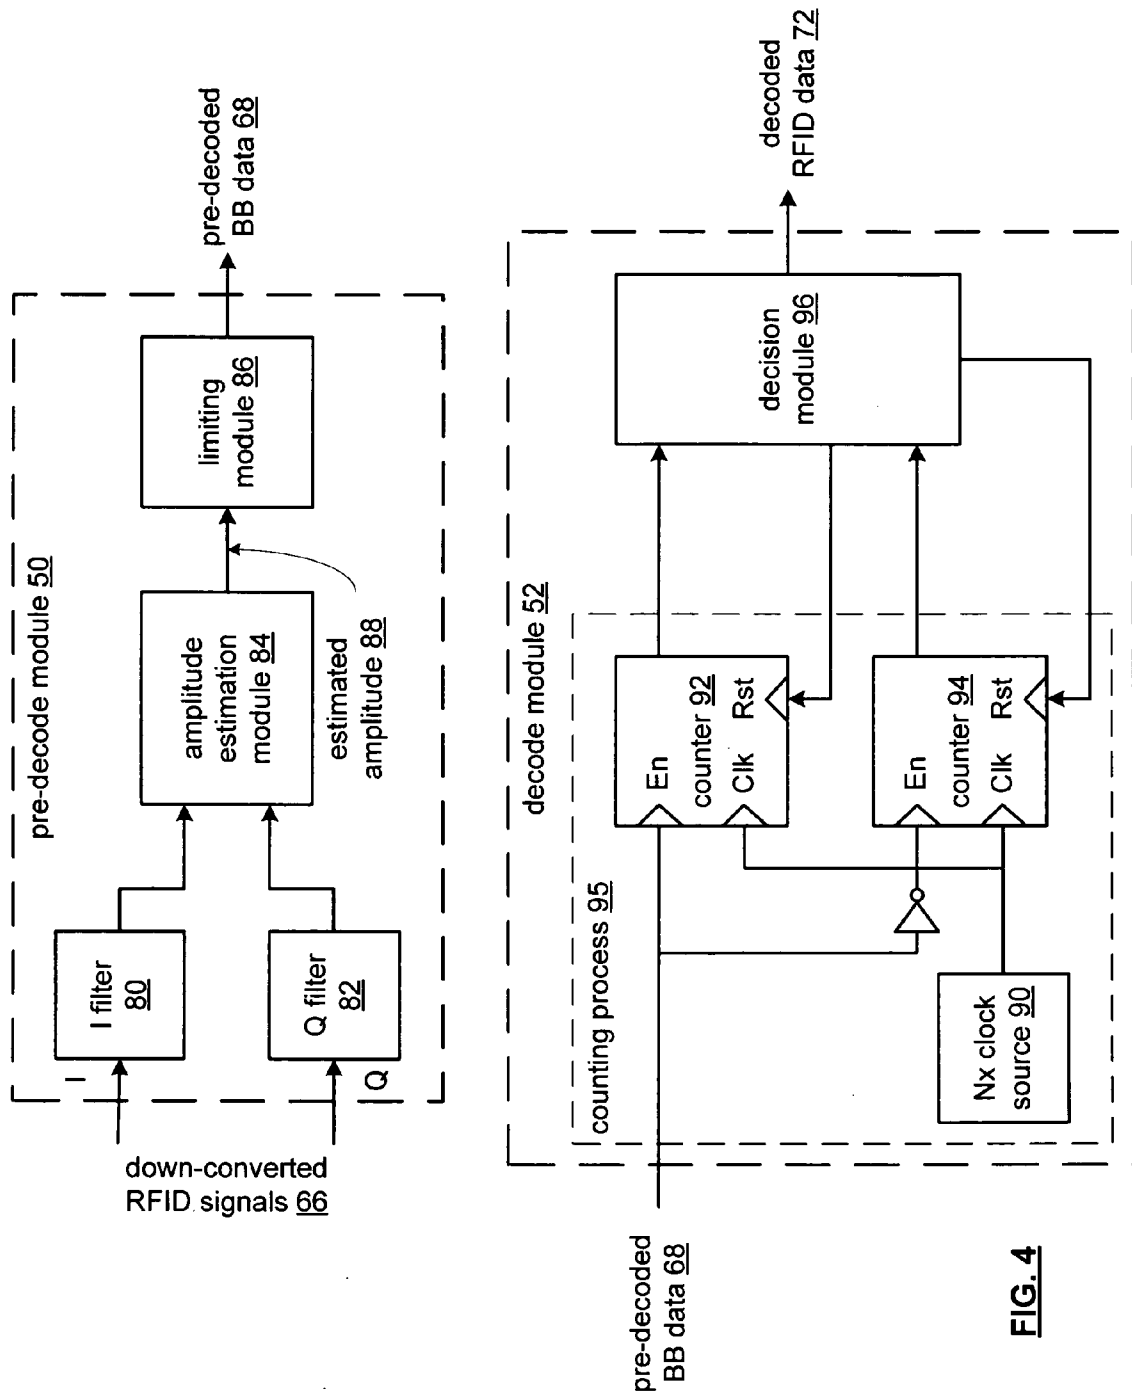 pre-decode module 50
down-converted
RFID signals 66
I
Q
I filter
80
Q filter
82
amplitude
estimation
module 84
estimated
amplitude 88
limiting
module 86
pre-decoded
BB data 68
decode module 52
pre-decoded
BB data 68
counting process 95
Nx clock
source 90
En
counter 92
Clk
Rst
En
counter 94
Clk
Rst
decision
module 96
decoded
RFID data 72
FIG. 4